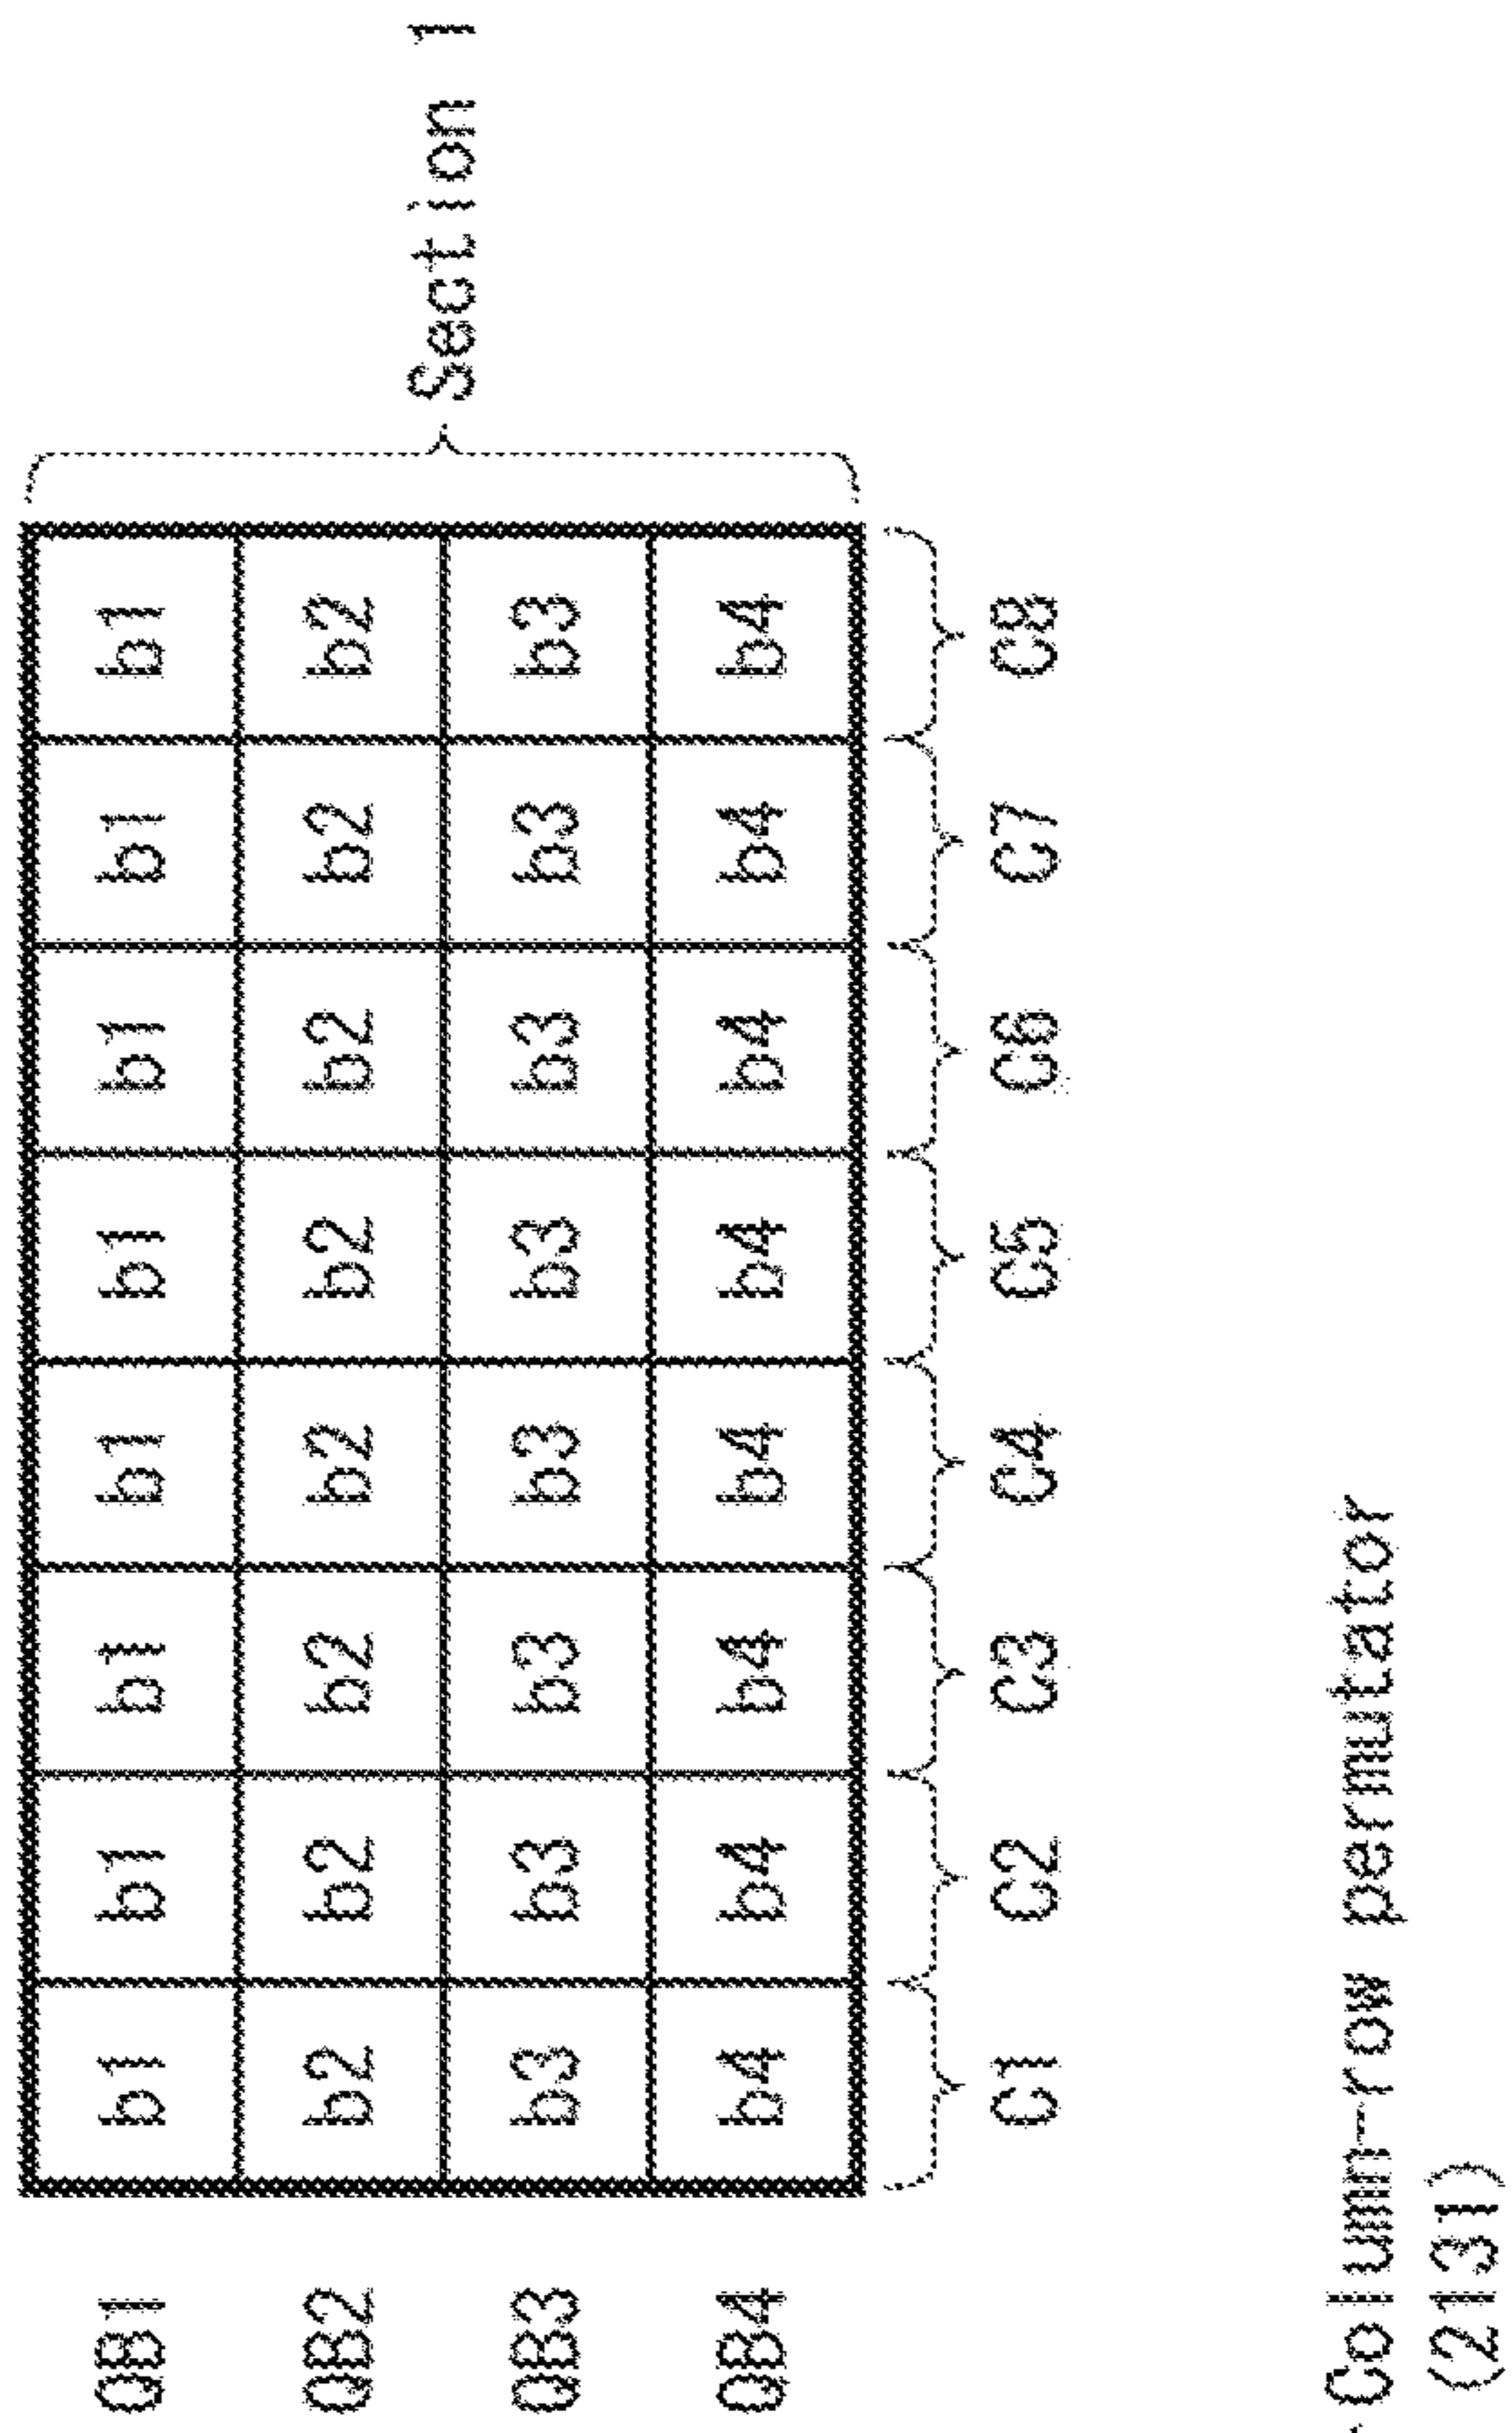 QB1 b1 b1 b1 b1 b1 b1 b1 b1
QB2 b2 b2 b2 b2 b2 b2 b2 b2
Section 1
QB3 b3 b3 b3 b3 b3 b3 b3 b3
QB4 b4 b4 b4 b4 b4 b4 b4 b4
C1 C2 C3 C4 C5 C6 C7 C8
Column-row permutator
(2131)